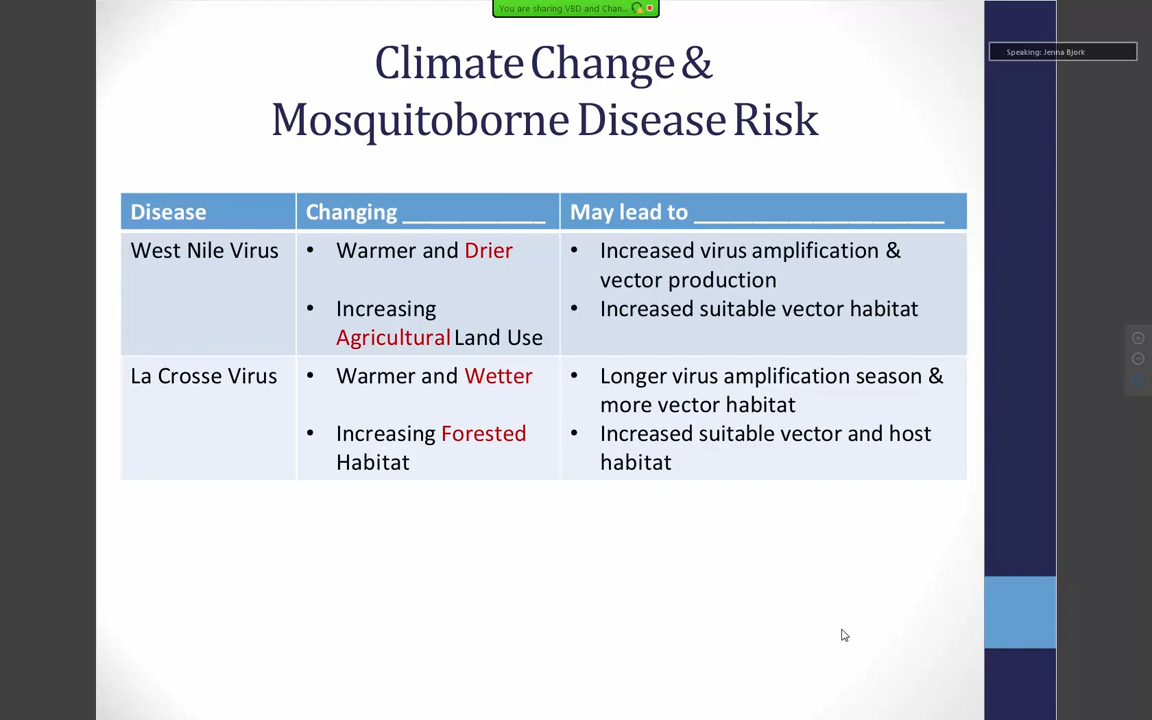 You are sharing VBD and Chan...
Speaking: Jenna Bjork
Climate Change &
Mosquitoborne Disease Risk
Disease
Changing ____________
May lead to _____________________
West Nile Virus
• Warmer and Drier
• Increasing
Agricultural Land Use
• Increased virus amplification &
vector production
• Increased suitable vector habitat
La Crosse Virus
• Warmer and Wetter
• Increasing Forested
Habitat
• Longer virus amplification season &
more vector habitat
• Increased suitable vector and host
habitat